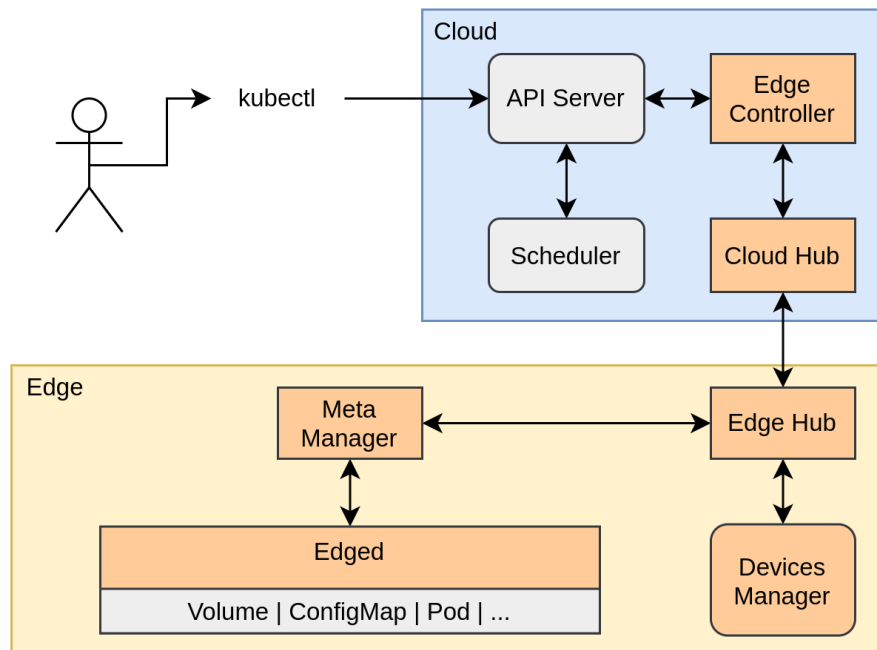 Cloud
kubectl
API Server
Edge
Controller
Scheduler
Cloud Hub
Edge
Meta
Manager
Edge Hub
Edged
Volume | ConfigMap | Pod | ...
Devices
Manager